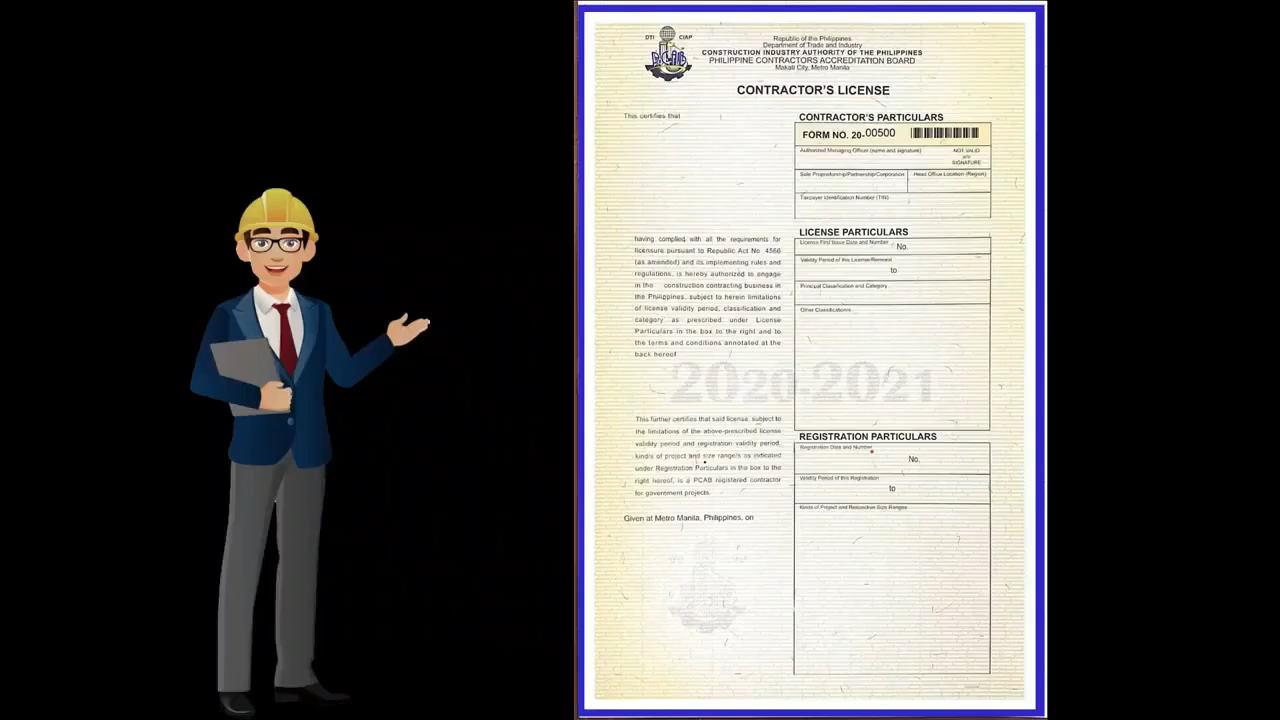 DTI CIAP
PCAB
Republic of the Philippines
Department of Trade and Industry
CONSTRUCTION INDUSTRY AUTHORITY OF THE PHILIPPINES
PHILIPPINE CONTRACTORS ACCREDITATION BOARD
Makati City, Metro Manila
CONTRACTOR'S LICENSE
This certifies that
having complied with all the requirements for
licensure pursuant to Republic Act No. 4566
(as amended) and its implementing rules and
regulations, is hereby authorized to engage
in the construction contracting business in
the Philippines, subject to herein limitations
of license validity period, classification and
category as prescribed under License
Particulars in the box to the right and to
the terms and conditions annotated at the
back hereof
2020-2021
This further certifies that said license, subject to
the limitations of the above-prescribed license
validity period and registration validity period,
kind/s of project and size range/s as indicated
under Registration Particulars in the box to the
right hereof, is a PCAB registered contractor
for government projects.
Given at Metro Manila, Philippines, on
CONTRACTOR'S PARTICULARS
FORM NO. 20-00500
Authorized Managing Officer (name and signature)
NOT VALID
w/o
SIGNATURE
Sole Proprietorship/Partnership/Corporation
Head Office Location (Region)
Taxpayer Identification Number (TIN)
LICENSE PARTICULARS
License First Issue Date and Number
No.
Validity Period of this License/Renewal
to
Principal Classification and Category
Other Classification/s
REGISTRATION PARTICULARS
Registration Date and Number
No.
Validity Period of this Registration
to
Kinds of Project and Respective Size Ranges